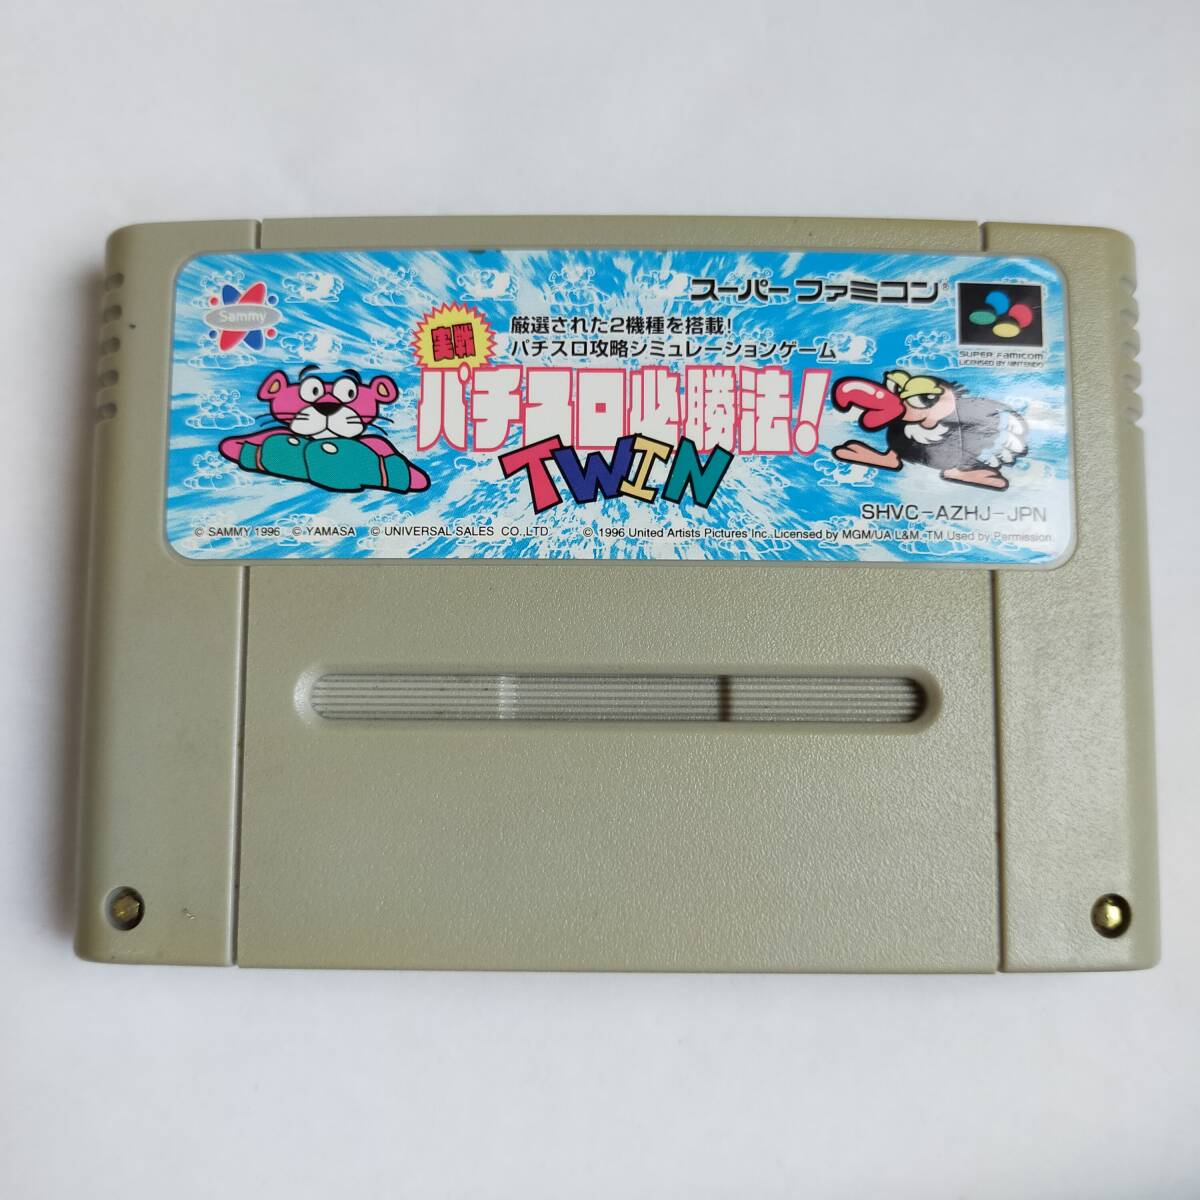 Sammy
スーパーファミコン®
SUPER FAMICOM
LICENSED BY NINTENDO
厳選された2機種を搭載!
パチスロ攻略シミュレーションゲーム
実戦
パチスロ必勝法!
TWIN
SHVC-AZHJ-JPN
© SAMMY 1996 © YAMASA © UNIVERSAL SALES CO.,LTD. © 1996 United Artists Pictures Inc. Licensed by MGM/UA L&M. TM Used by Permission.